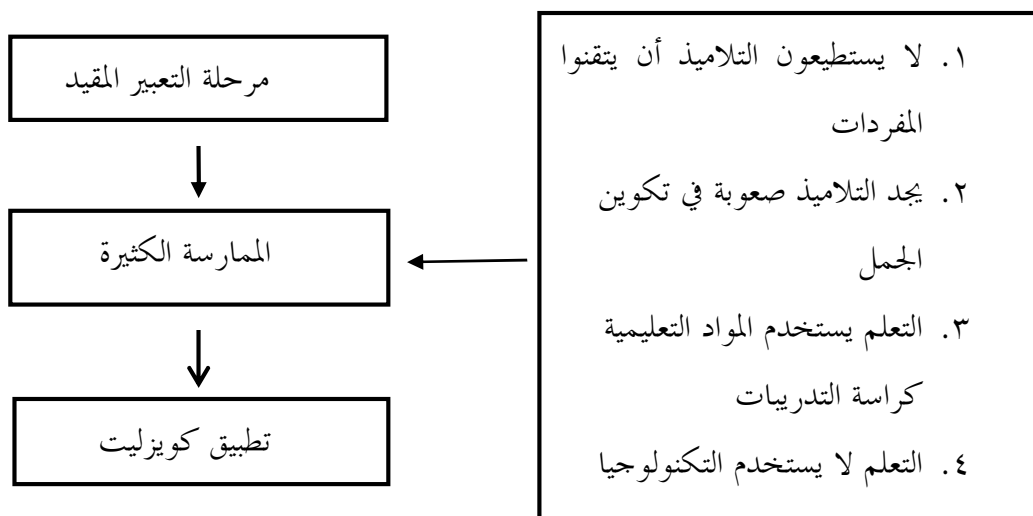 مرحلة التعبير المقيد
الممارسة الكثيرة
تطبيق كويزليت
١. لا يستطيعون التلاميذ أن يتقنوا
المفردات
٢. يجد التلاميذ صعوبة في تكوين
الجمل
٣. التعلم يستخدم المواد التعليمية
كراسة التدريبات
٤. التعلم لا يستخدم التكنولوجيا